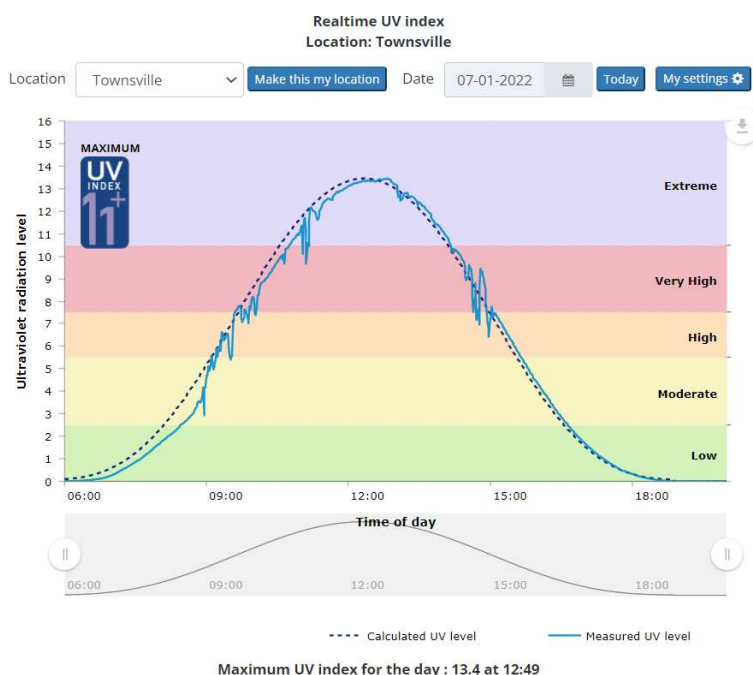 Realtime UV index
Location: Townsville
Location Townsville Make this my location Date 07-01-2022 Today My settings
16
15
14
13
12
11
10
9
8
7
6
5
4
3
2
1
0
Ultraviolet radiation level
MAXIMUM
UV
INDEX
11+
Extreme
Very High
High
Moderate
Low
06:00 09:00 12:00 15:00 18:00
Time of day
06:00 09:00 12:00 15:00 18:00
Calculated UV level Measured UV level
Maximum UV index for the day : 13.4 at 12:49